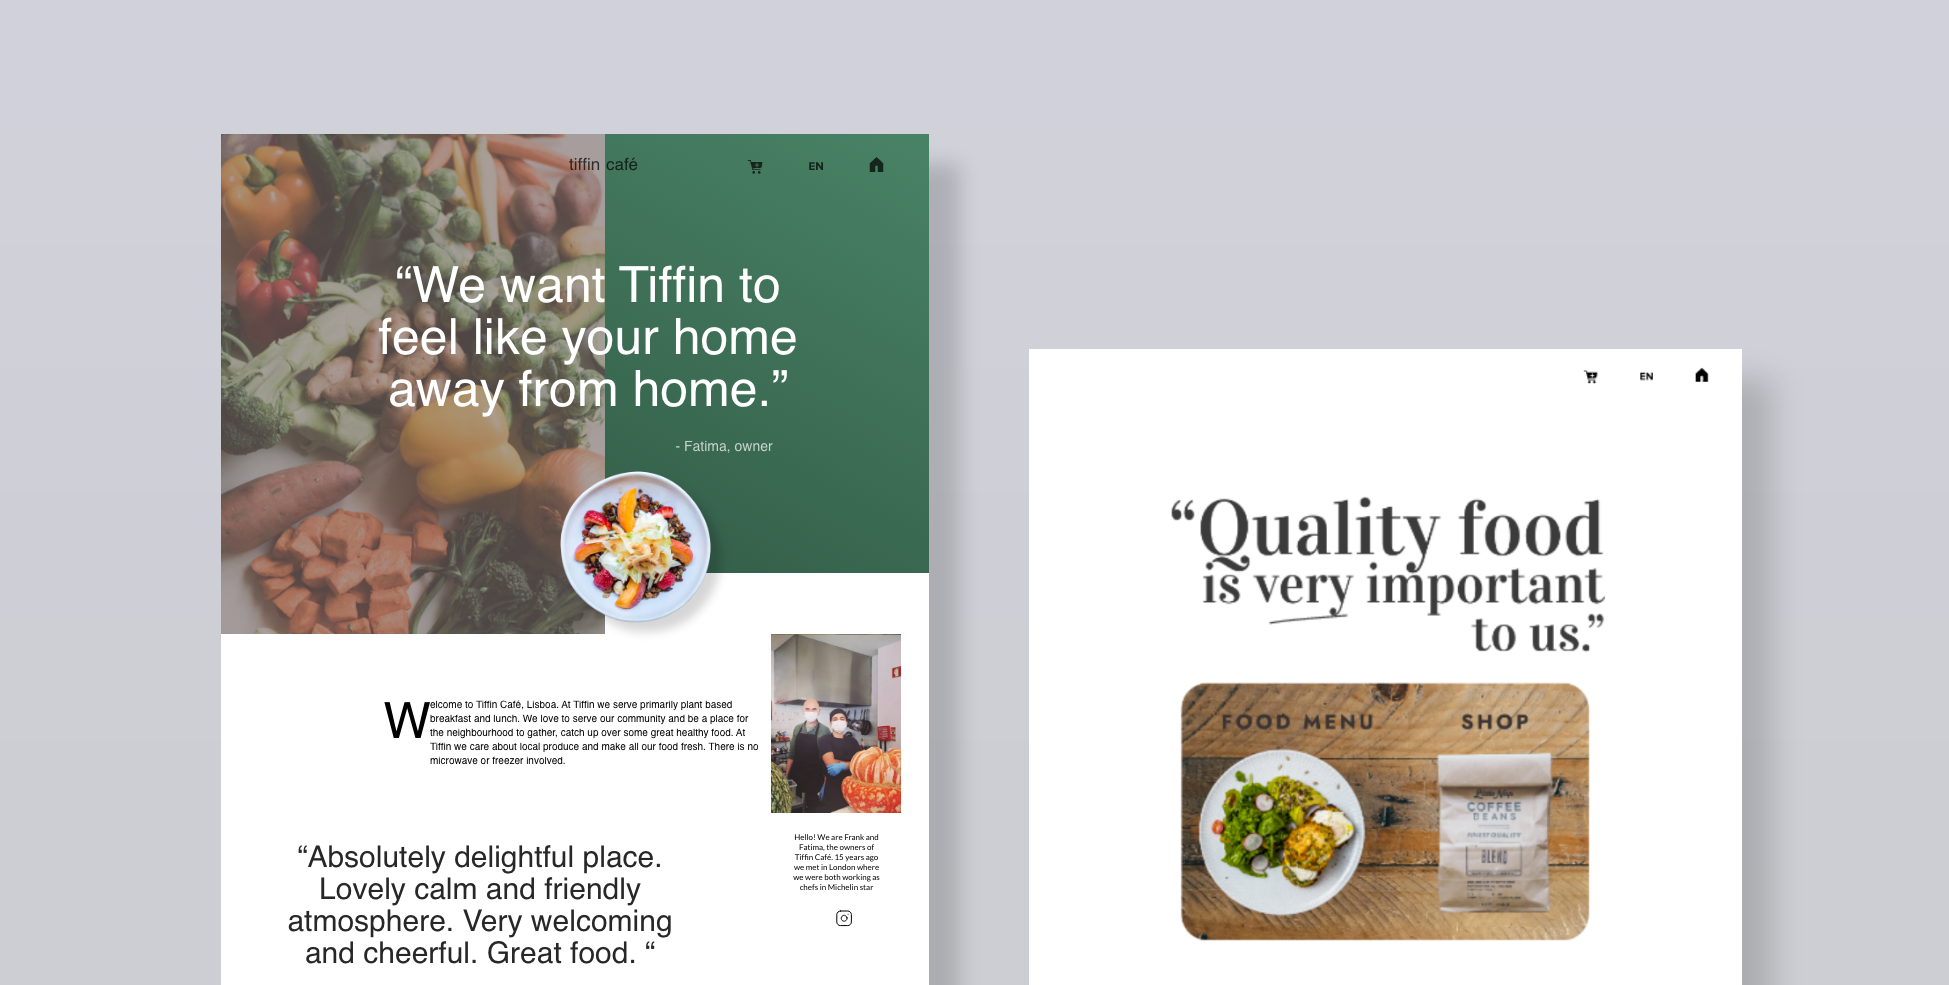 tiffin café
EN
“We want Tiffin to
feel like your home
away from home.”
- Fatima, owner
Welcome to Tiffin Café, Lisboa. At Tiffin we serve primarily plant based
breakfast and lunch. We love to serve our community and be a place for
the neighbourhood to gather, catch up over some great healthy food. At
Tiffin we care about local produce and make all our food fresh. There is no
microwave or freezer involved.
Hello! We are Frank and
Fatima, the owners of
Tiffin Café. 15 years ago
we met in London where
we were both working as
chefs in Michelin star
“Absolutely delightful place.
Lovely calm and friendly
atmosphere. Very welcoming
and cheerful. Great food. “
EN
“Quality food
is very important
to us.”
FOOD MENU
SHOP
COFFEE
BEANS
FINEST QUALITY
BLEND